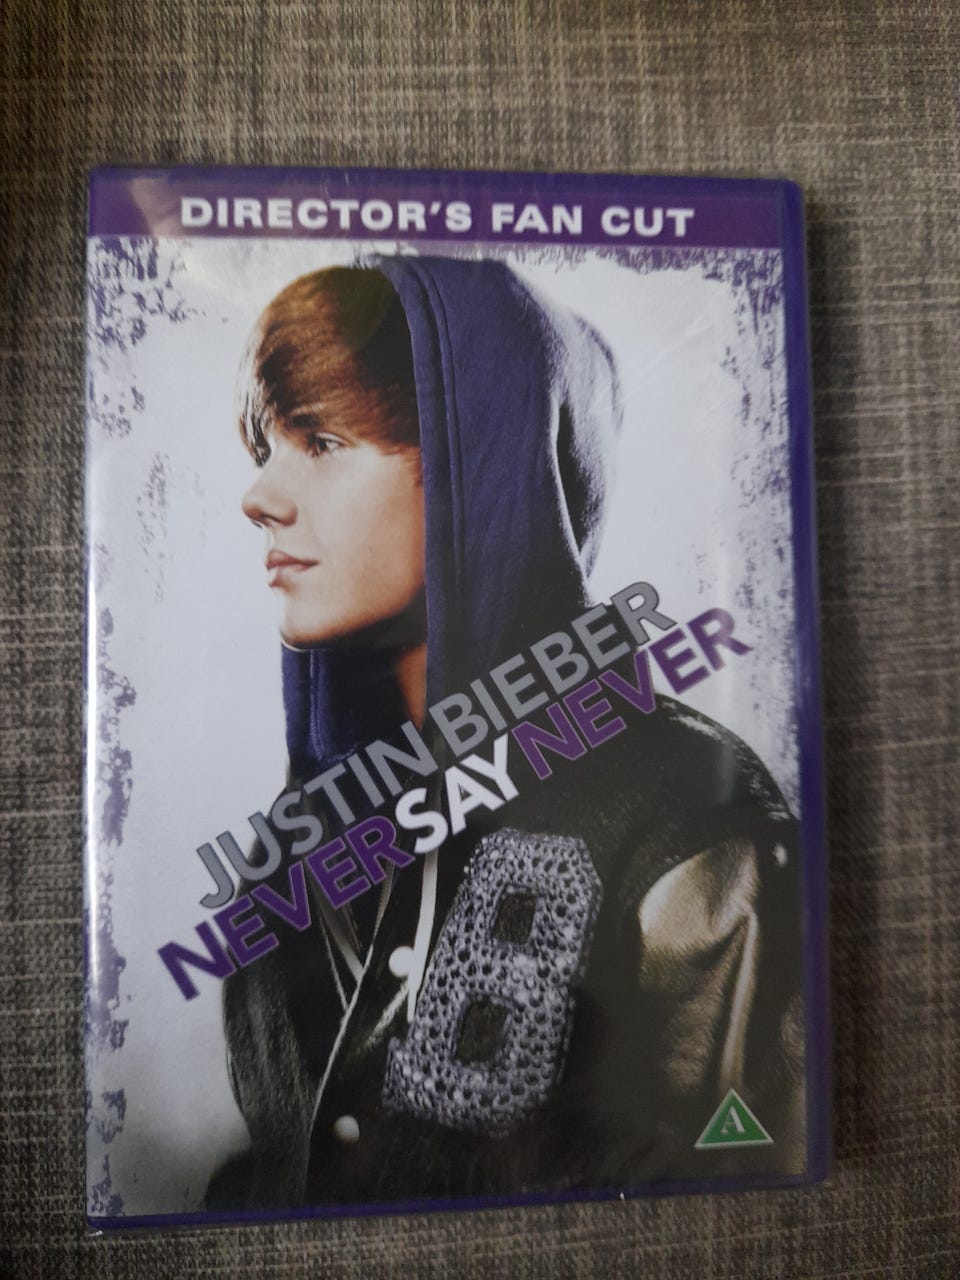 DIRECTOR'S FAN CUT
JUSTIN BIEBER
NEVER SAY NEVER
B
A